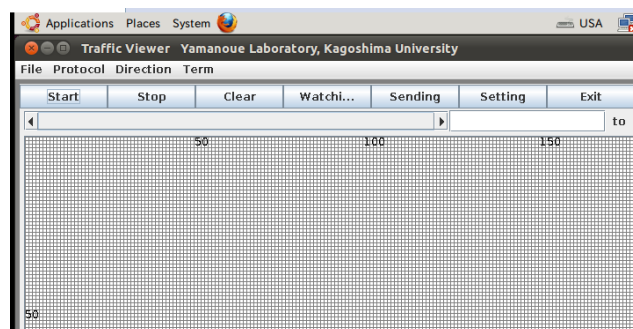 Applications Places System USA
Traffic Viewer Yamanoue Laboratory, Kagoshima University
File Protocol Direction Term
Start Stop Clear Watchi... Sending Setting Exit
to
50 100 150
50